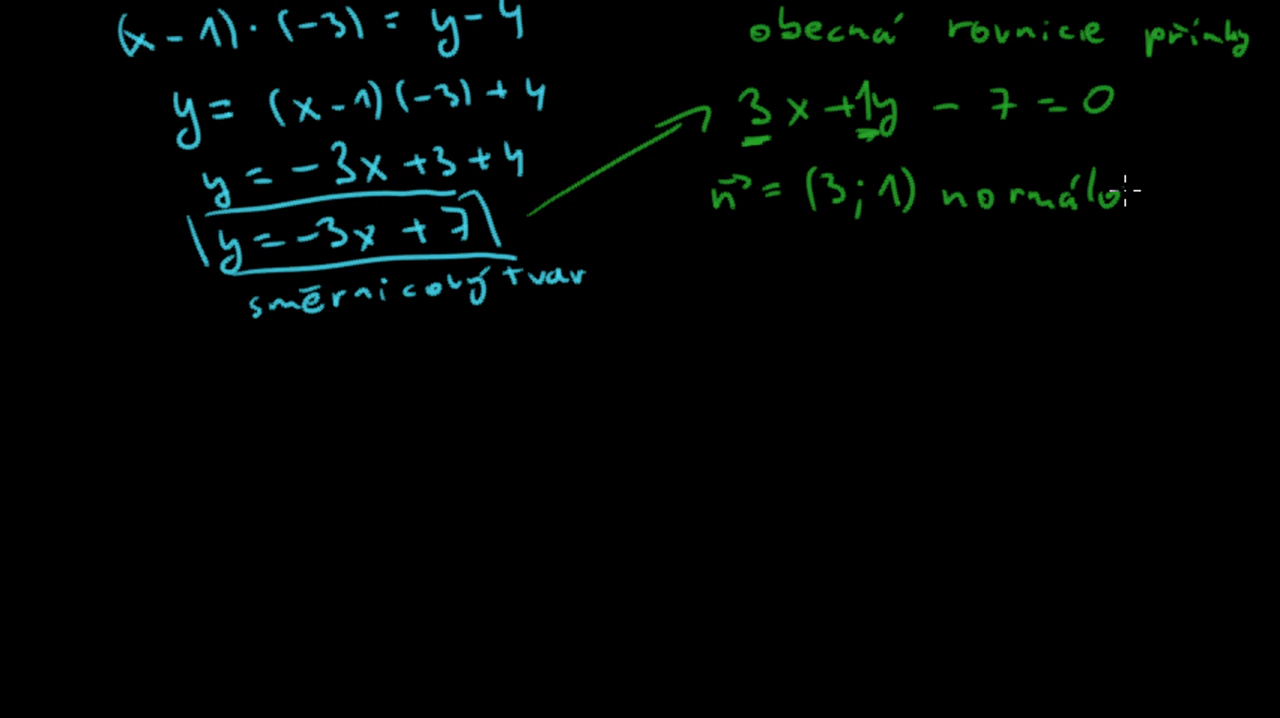 (x - 1) · (-3) = y - 4
y = (x - 1)(-3) + 4
y = -3x + 3 + 4
y = -3x + 7
směrnicový tvar
obecná rovnice přímky
3x + 1y - 7 = 0
n⃗ = (3; 1) normálo